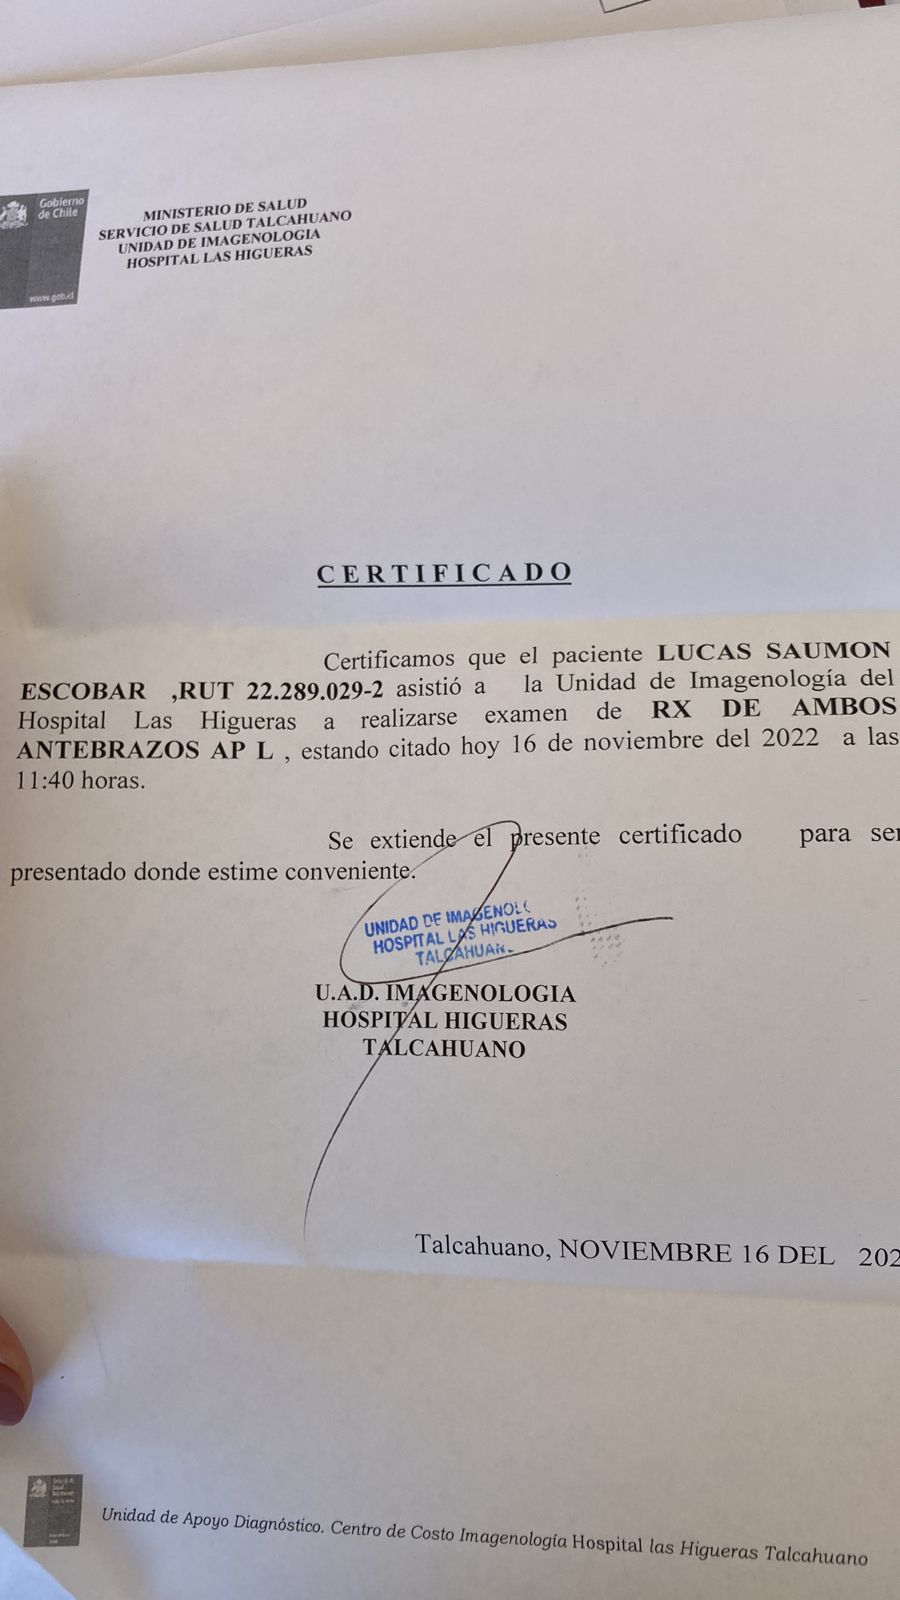 Gobierno
de Chile
www.gob.cl
MINISTERIO DE SALUD
SERVICIO DE SALUD TALCAHUANO
UNIDAD DE IMAGENOLOGIA
HOSPITAL LAS HIGUERAS
CERTIFICADO
Certificamos que el paciente LUCAS SAUMON
ESCOBAR ,RUT 22.289.029-2 asistió a la Unidad de Imagenología del
Hospital Las Higueras a realizarse examen de RX DE AMBOS
ANTEBRAZOS AP L , estando citado hoy 16 de noviembre del 2022 a las
11:40 horas.
Se extiende el presente certificado para ser
presentado donde estime conveniente.
UNIDAD DE IMAGENOL
HOSPITAL LAS HIGUERAS
TALCAHUAN
U.A.D. IMAGENOLOGIA
HOSPITAL HIGUERAS
TALCAHUANO
Talcahuano, NOVIEMBRE 16 DEL 202
Unidad de Apoyo Diagnóstico. Centro de Costo Imagenología Hospital las Higueras Talcahuano